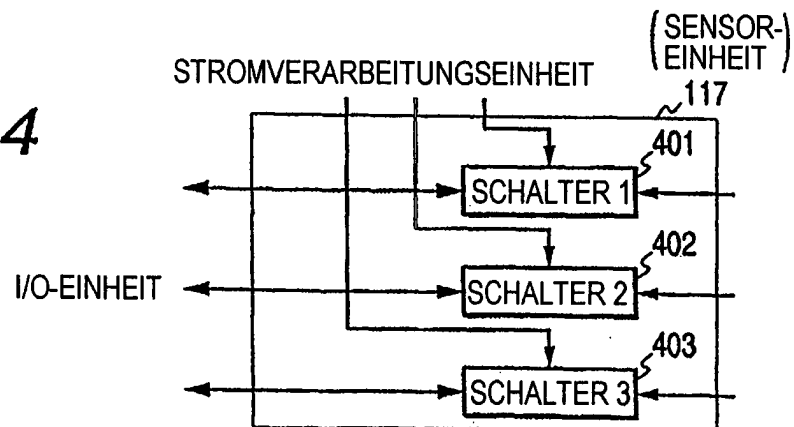 (SENSOR-
EINHEIT)
STROMVERARBEITUNGSEINHEIT
117
4
401
SCHALTER 1
402
I/O-EINHEIT
SCHALTER 2
403
SCHALTER 3